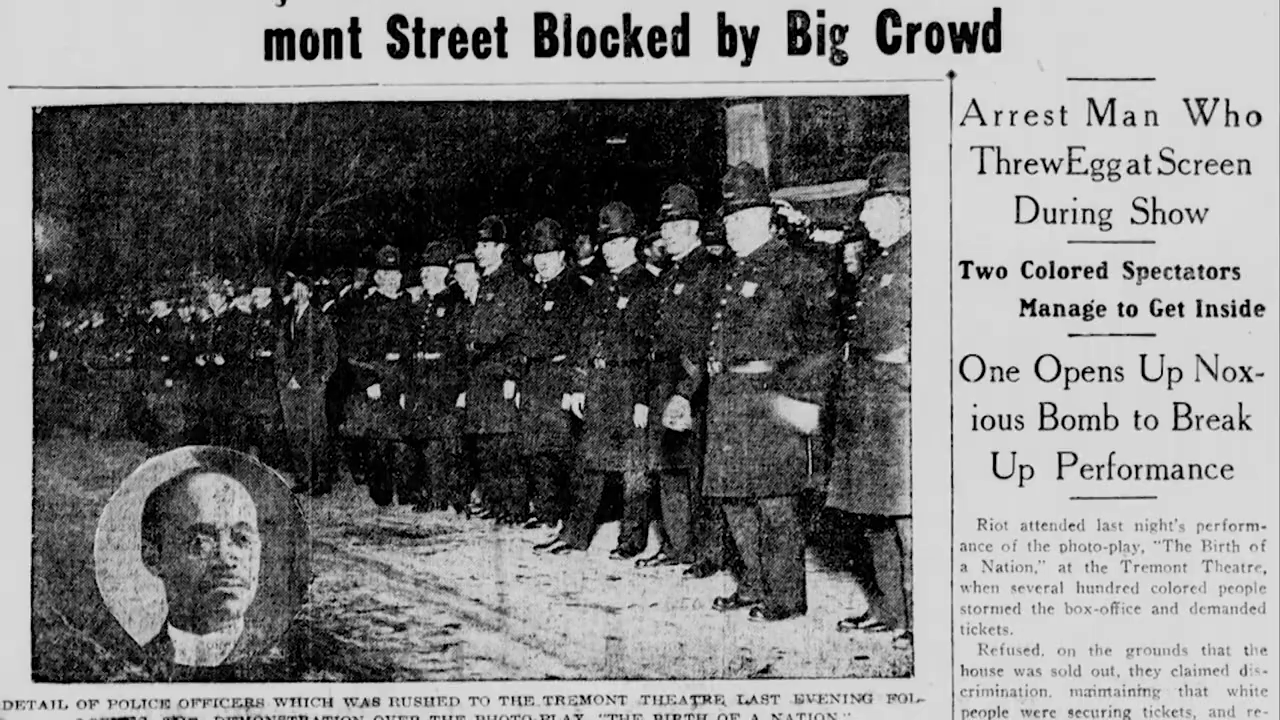 mont Street Blocked by Big Crowd
Arrest Man Who
Threw Egg at Screen
During Show
Two Colored Spectators
Manage to Get Inside
One Opens Up Nox-
ious Bomb to Break
Up Performance
Riot attended last night's perform-
ance of the photo-play, "The Birth of
a Nation," at the Tremont Theatre,
when several hundred colored people
stormed the box-office and demanded
tickets.
Refused, on the grounds that the
house was sold out, they claimed dis-
crimination, maintaining that white
people were securing tickets, and re-
DETAIL OF POLICE OFFICERS WHICH WAS RUSHED TO THE TREMONT THEATRE LAST EVENING FOL-
DEMONSTRATION OVER THE PHOTO-PLAY, "THE BIRTH OF A NATION."